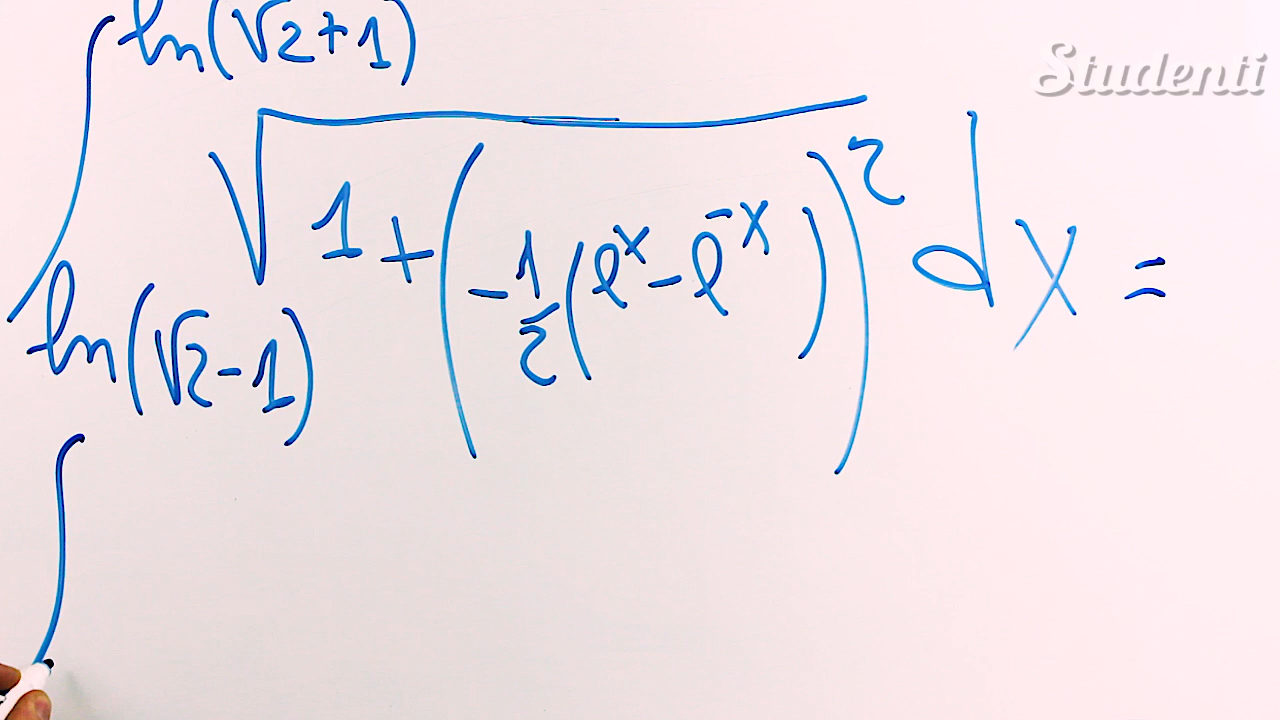 Studenti
∫ ln(√2+1)
√1+(-1/2(e^x-e^-x))^2 dx =
ln(√2-1)
∫